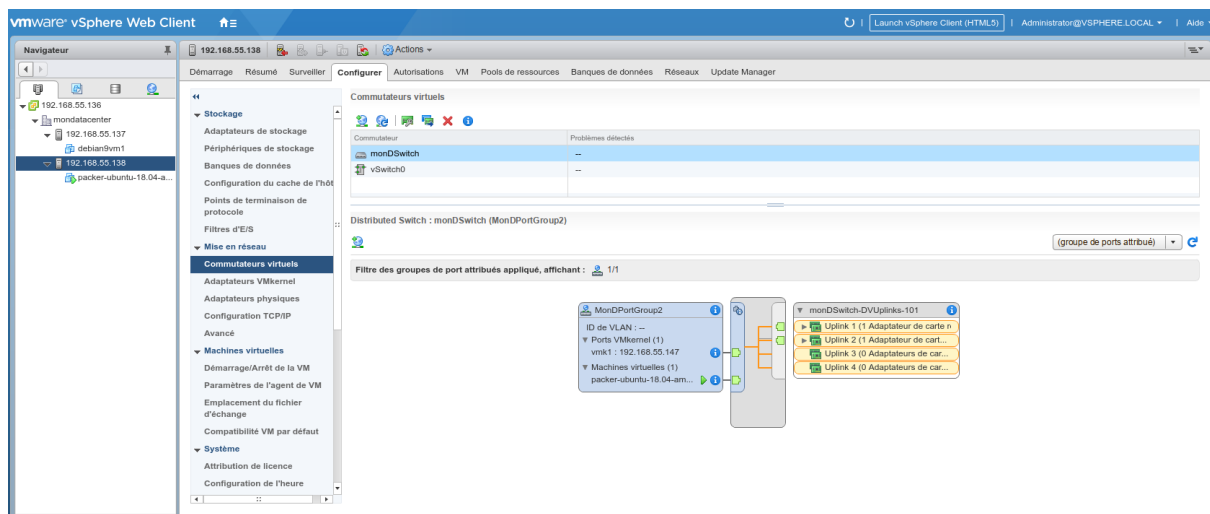 vmware® vSphere Web Client
Launch vSphere Client (HTML5)
Administrator@VSPHERE.LOCAL
Aide
Navigateur
192.168.55.136
mondatacenter
192.168.55.137
debian9vm1
192.168.55.138
packer-ubuntu-18.04-a...
192.168.55.138
Actions
Démarrage Résumé Surveiller Configurer Autorisations VM Pools de ressources Banques de données Réseaux Update Manager
Stockage
Adaptateurs de stockage
Périphériques de stockage
Banques de données
Configuration du cache de l'hôt
Points de terminaison de
protocole
Filtres d'E/S
Mise en réseau
Commutateurs virtuels
Adaptateurs VMkernel
Adaptateurs physiques
Configuration TCP/IP
Avancé
Machines virtuelles
Démarrage/Arrêt de la VM
Paramètres de l'agent de VM
Emplacement du fichier
d'échange
Compatibilité VM par défaut
Système
Attribution de licence
Configuration de l'heure
Commutateurs virtuels
Commutateur Problèmes détectés
monDSwitch --
vSwitch0 --
Distributed Switch : monDSwitch (MonDPortGroup2)
(groupe de ports attribué)
Filtre des groupes de port attribués appliqué, affichant : 1/1
MonDPortGroup2
ID de VLAN : --
Ports VMkernel (1)
vmk1 : 192.168.55.147
Machines virtuelles (1)
packer-ubuntu-18.04-am...
monDSwitch-DVUplinks-101
Uplink 1 (1 Adaptateur de carte r
Uplink 2 (1 Adaptateur de cart...
Uplink 3 (0 Adaptateurs de car...
Uplink 4 (0 Adaptateurs de car...